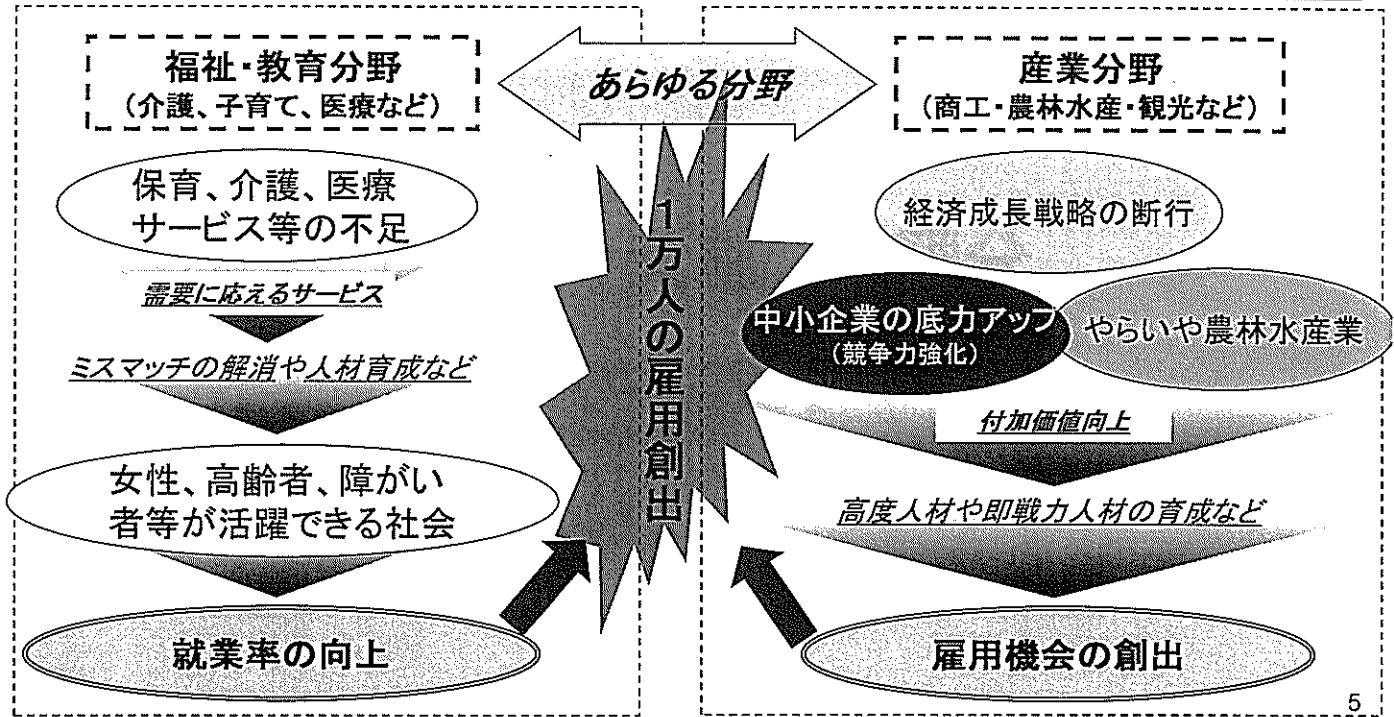 福祉・教育分野
(介護、子育て、医療など)
保育、介護、医療
サービス等の不足
需要に応えるサービス
ミスマッチの解消や人材育成など
女性、高齢者、障がい
者等が活躍できる社会
就業率の向上
あらゆる分野
1万人の雇用創出
産業分野
(商工・農林水産・観光など)
経済成長戦略の断行
中小企業の底力アップ
(競争力強化)
やらいや農林水産業
付加価値向上
高度人材や即戦力人材の育成など
雇用機会の創出
5